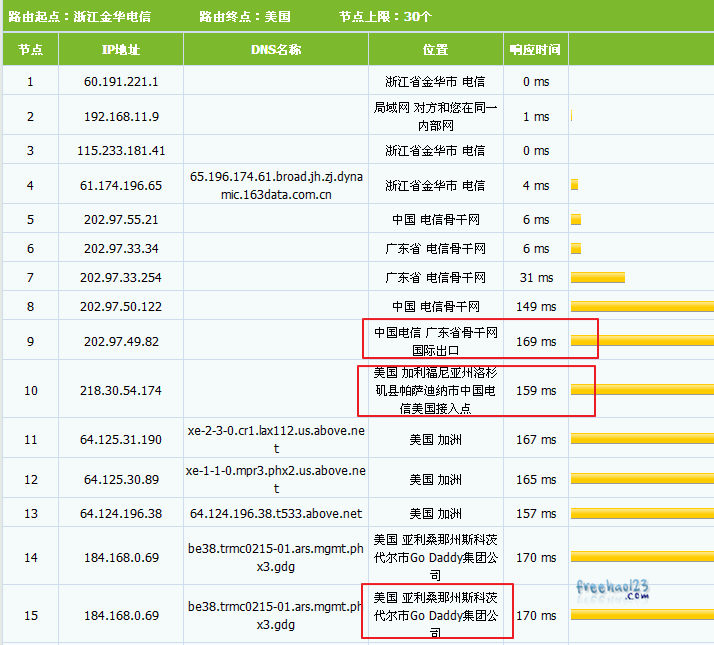 路由起点：浙江金华电信 路由终点：美国 节点上限：30个
节点 IP地址 DNS名称 位置 响应时间
1 60.191.221.1 浙江省金华市 电信 0 ms
2 192.168.11.9 局域网 对方和您在同一 1 ms
内部网
3 115.233.181.41 浙江省金华市 电信 0 ms
4 61.174.196.65 65.196.174.61.broad.jh.zj.dyna 浙江省金华市 电信 4 ms
mic.163data.com.cn
5 202.97.55.21 中国 电信骨干网 6 ms
6 202.97.33.34 广东省 电信骨干网 6 ms
7 202.97.33.254 广东省 电信骨干网 31 ms
8 202.97.50.122 中国 电信骨干网 149 ms
9 202.97.49.82 中国电信 广东省骨干网 169 ms
国际出口
10 218.30.54.174 美国 加利福尼亚州洛杉 159 ms
矶县帕萨迪纳市中国电
信美国接入点
11 64.125.31.190 xe-2-3-0.cr1.lax112.us.above.ne 美国 加洲 167 ms
t
12 64.125.30.89 xe-1-1-0.mpr3.phx2.us.above.ne 美国 加洲 165 ms
t
13 64.124.196.38 64.124.196.38.t533.above.net 美国 加洲 157 ms
14 184.168.0.69 be38.trmc0215-01.ars.mgmt.ph 美国 亚利桑那州斯科茨 170 ms
x3.gdg 代尔市Go Daddy集团公
司
15 184.168.0.69 be38.trmc0215-01.ars.mgmt.ph 美国 亚利桑那州斯科茨 170 ms
x3.gdg 代尔市Go Daddy集团公
司
freehao123
.com